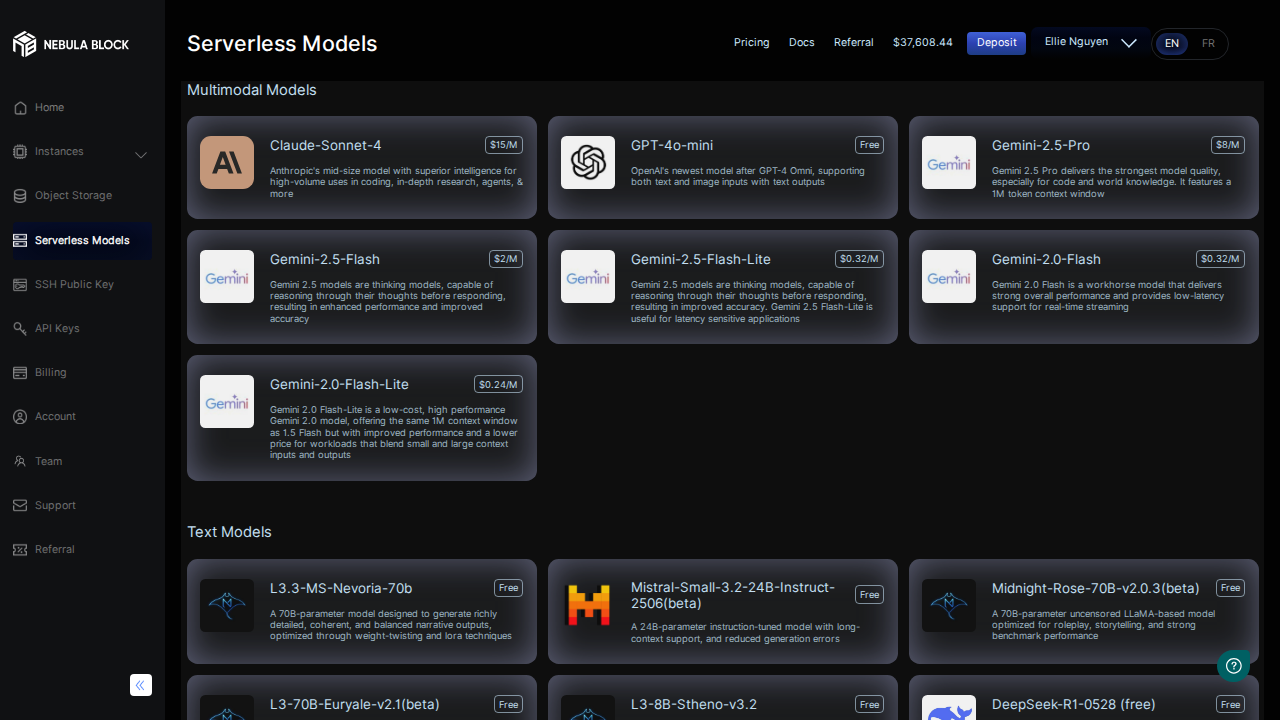 NEBULA BLOCK
Home
Instances
Object Storage
Serverless Models
SSH Public Key
API Keys
Billing
Account
Team
Support
Referral
Serverless Models
Pricing
Docs
Referral
$37,608.44
Deposit
Ellie Nguyen
EN
FR
Multimodal Models
Claude-Sonnet-4
$15/M
Anthropic's mid-size model with superior intelligence for
high-volume uses in coding, in-depth research, agents, &
more
GPT-4o-mini
Free
OpenAI's newest model after GPT-4 Omni, supporting
both text and image inputs with text outputs
Gemini
Gemini-2.5-Pro
$8/M
Gemini 2.5 Pro delivers the strongest model quality,
especially for code and world knowledge. It features a
1M token context window
Gemini
Gemini-2.5-Flash
$2/M
Gemini 2.5 models are thinking models, capable of
reasoning through their thoughts before responding,
resulting in enhanced performance and improved
accuracy
Gemini
Gemini-2.5-Flash-Lite
$0.32/M
Gemini 2.5 models are thinking models, capable of
reasoning through their thoughts before responding,
resulting in improved accuracy. Gemini 2.5 Flash-Lite is
useful for latency sensitive applications
Gemini
Gemini-2.0-Flash
$0.32/M
Gemini 2.0 Flash is a workhorse model that delivers
strong overall performance and provides low-latency
support for real-time streaming
Gemini
Gemini-2.0-Flash-Lite
$0.24/M
Gemini 2.0 Flash-Lite is a low-cost, high performance
Gemini 2.0 model, offering the same 1M context window
as 1.5 Flash but with improved performance and a lower
price for workloads that blend small and large context
inputs and outputs
Text Models
L3.3-MS-Nevoria-70b
Free
A 70B-parameter model designed to generate richly
detailed, coherent, and balanced narrative outputs,
optimized through weight-twisting and lora techniques
Mistral-Small-3.2-24B-Instruct-
2506(beta)
Free
A 24B-parameter instruction-tuned model with long-
context support, and reduced generation errors
Midnight-Rose-70B-v2.0.3(beta)
Free
A 70B-parameter uncensored LLaMA-based model
optimized for roleplay, storytelling, and strong
benchmark performance
L3-70B-Euryale-v2.1(beta)
Free
L3-8B-Stheno-v3.2
Free
DeepSeek-R1-0528 (free)
Free